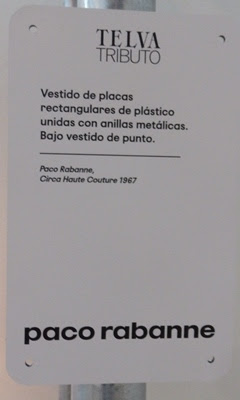 TELVA
TRIBUTO
Vestido de placas
rectangulares de plástico
unidas con anillas metálicas.
Bajo vestido de punto.
Paco Rabanne,
Circa Haute Couture 1967
paco rabanne